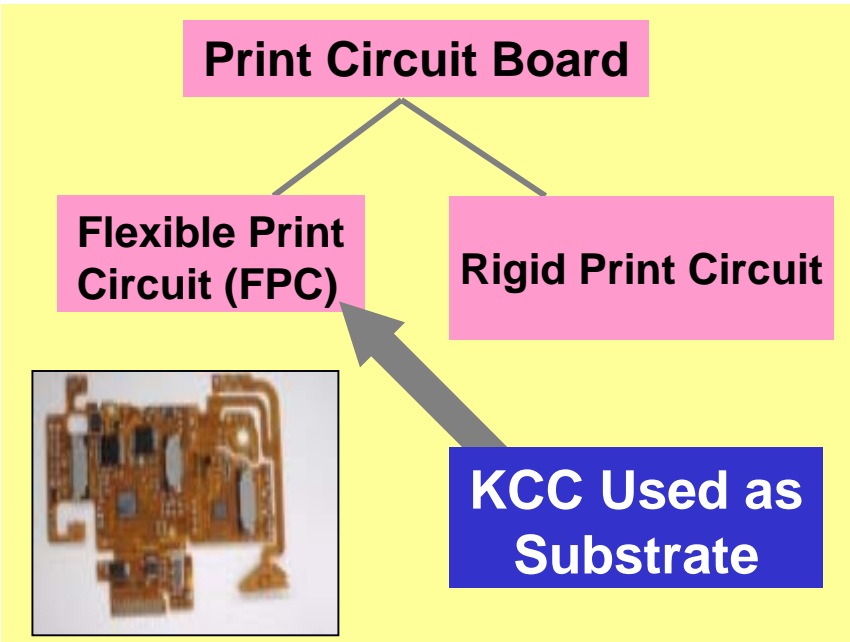 Print Circuit Board
Flexible Print
Circuit (FPC)
Rigid Print Circuit
KCC Used as
Substrate